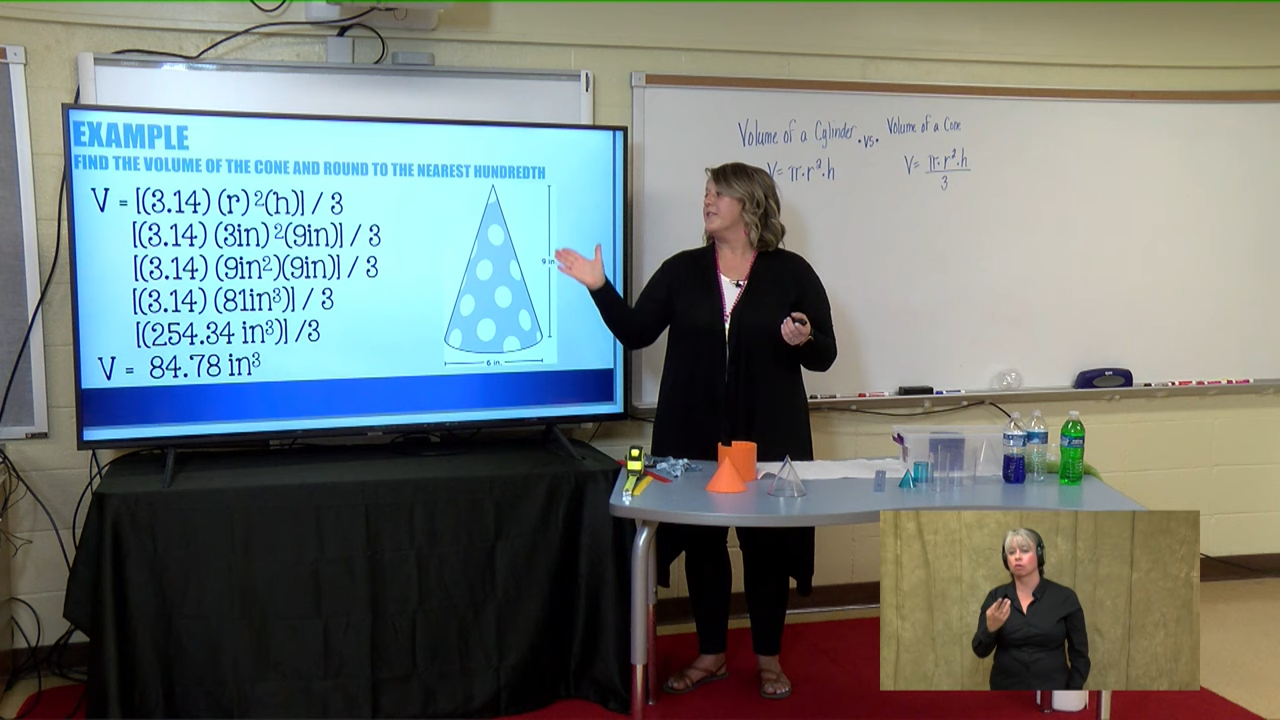 EXAMPLE
FIND THE VOLUME OF THE CONE AND ROUND TO THE NEAREST HUNDREDTH
V = [(3.14) (r) ²(h)] / 3
[(3.14) (3in) ²(9in)] / 3
[(3.14) (9in²)(9in)] / 3
[(3.14) (81in³)] / 3
[(254.34 in³)] /3
V = 84.78 in³
9 in.
6 in.
Volume of a Cylinder •vs• Volume of a Cone
V= π•r²•h
V= π•r²•h
3